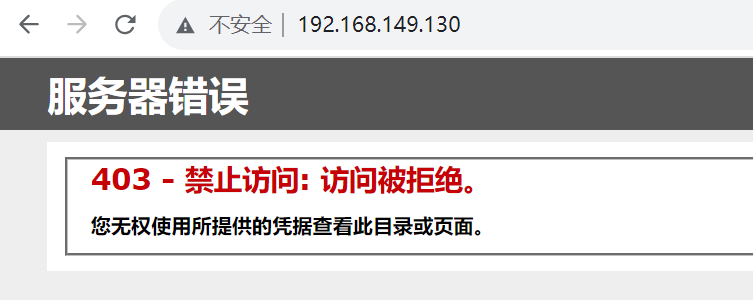 不安全 192.168.149.130
服务器错误
403 - 禁止访问: 访问被拒绝。
您无权使用所提供的凭据查看此目录或页面。